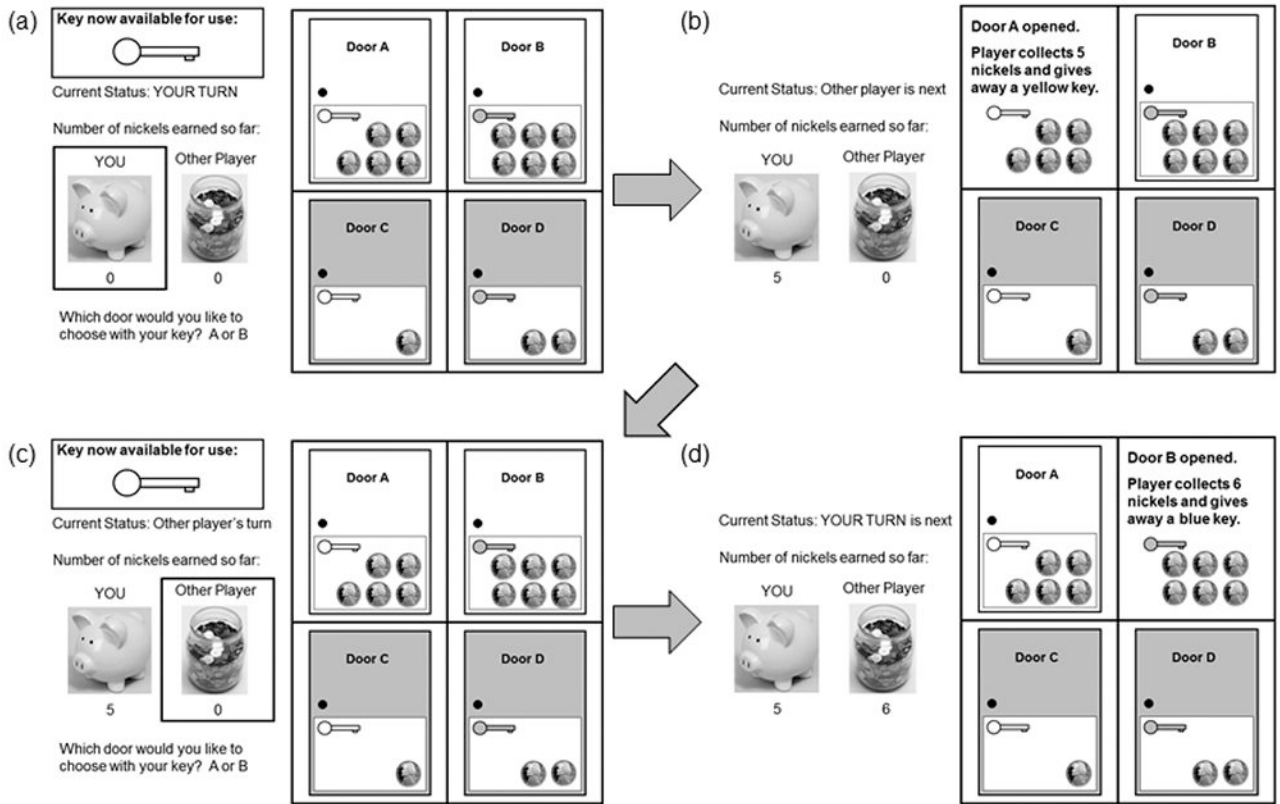 (a)
Key now available for use:
Current Status: YOUR TURN
Number of nickels earned so far:
YOU
Other Player
0
0
Which door would you like to
choose with your key? A or B
Door A
Door B
Door C
Door D
(b)
Current Status: Other player is next
Number of nickels earned so far:
YOU
Other Player
5
0
Door A opened.
Player collects 5
nickels and gives
away a yellow key.
Door B
Door C
Door D
(c)
Key now available for use:
Current Status: Other player's turn
Number of nickels earned so far:
YOU
Other Player
5
0
Which door would you like to
choose with your key? A or B
Door A
Door B
Door C
Door D
(d)
Current Status: YOUR TURN is next
Number of nickels earned so far:
YOU
Other Player
5
6
Door A
Door B opened.
Player collects 6
nickels and gives
away a blue key.
Door C
Door D